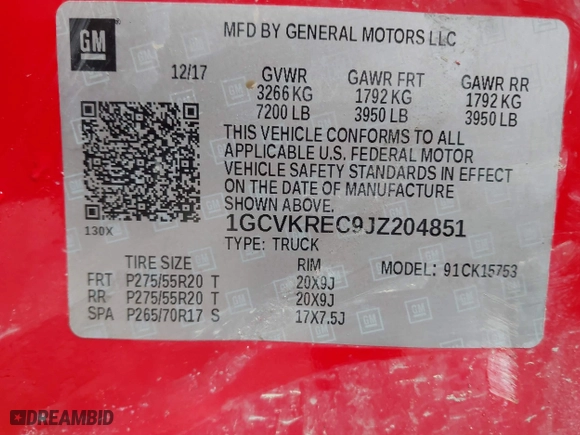 GM
MFD BY GENERAL MOTORS LLC
12/17 GVWR GAWR FRT GAWR RR
3266 KG 1792 KG 1792 KG
7200 LB 3950 LB 3950 LB
THIS VEHICLE CONFORMS TO ALL
APPLICABLE U.S. FEDERAL MOTOR
VEHICLE SAFETY STANDARDS IN EFFECT
ON THE DATE OF MANUFACTURE
SHOWN ABOVE.
130X
1GCVKREC9JZ204851
TYPE: TRUCK
TIRE SIZE RIM MODEL: 91CK15753
FRT P275/55R20 T 20X9J
RR P275/55R20 T 20X9J
SPA P265/70R17 S 17X7.5J
DREAMBID